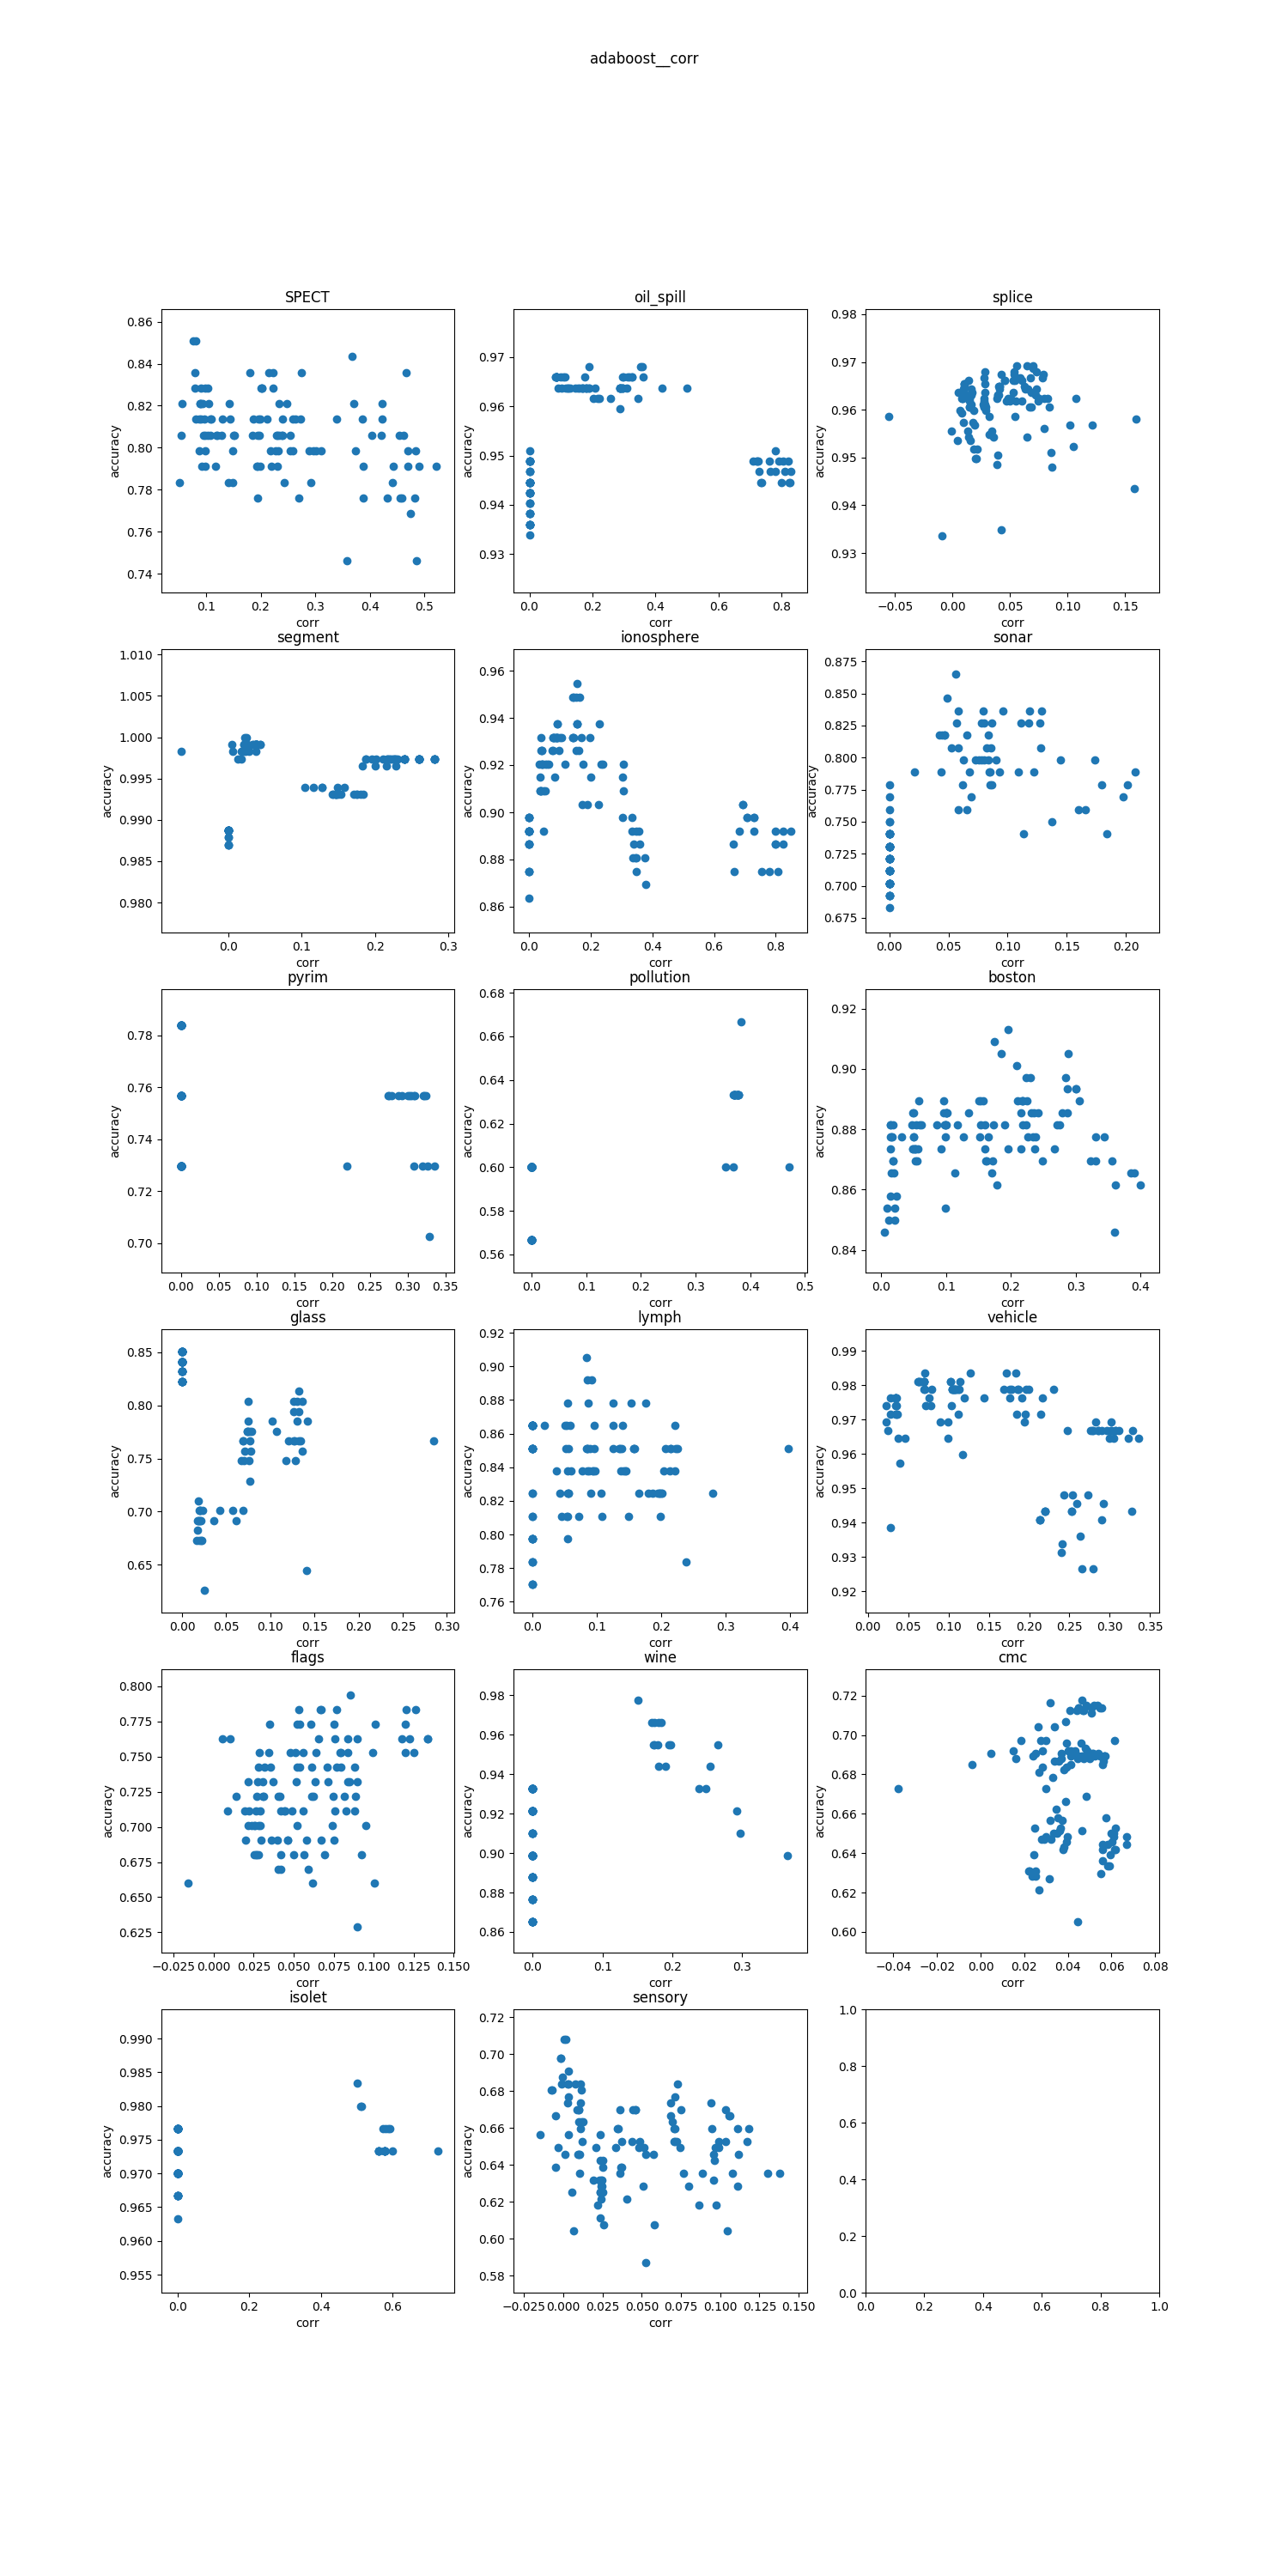 adaboost__corr
SPECT
0.86
0.84
0.82
0.80
0.78
0.76
0.74
accuracy
0.1 0.2 0.3 0.4 0.5
corr
oil_spill
0.97
0.96
0.95
0.94
0.93
accuracy
0.0 0.2 0.4 0.6 0.8
corr
splice
0.98
0.97
0.96
0.95
0.94
0.93
accuracy
−0.05 0.00 0.05 0.10 0.15
corr
segment
1.010
1.005
1.000
0.995
0.990
0.985
0.980
accuracy
0.0 0.1 0.2 0.3
corr
ionosphere
0.96
0.94
0.92
0.90
0.88
0.86
accuracy
0.0 0.2 0.4 0.6 0.8
corr
sonar
0.875
0.850
0.825
0.800
0.775
0.750
0.725
0.700
0.675
accuracy
0.00 0.05 0.10 0.15 0.20
corr
pyrim
0.78
0.76
0.74
0.72
0.70
accuracy
0.00 0.05 0.10 0.15 0.20 0.25 0.30 0.35
corr
pollution
0.68
0.66
0.64
0.62
0.60
0.58
0.56
accuracy
0.0 0.1 0.2 0.3 0.4 0.5
corr
boston
0.92
0.90
0.88
0.86
0.84
accuracy
0.0 0.1 0.2 0.3 0.4
corr
glass
0.85
0.80
0.75
0.70
0.65
accuracy
0.00 0.05 0.10 0.15 0.20 0.25 0.30
corr
lymph
0.92
0.90
0.88
0.86
0.84
0.82
0.80
0.78
0.76
accuracy
0.0 0.1 0.2 0.3 0.4
corr
vehicle
0.99
0.98
0.97
0.96
0.95
0.94
0.93
0.92
accuracy
0.00 0.05 0.10 0.15 0.20 0.25 0.30 0.35
corr
flags
0.800
0.775
0.750
0.725
0.700
0.675
0.650
0.625
accuracy
−0.025 0.000 0.025 0.050 0.075 0.100 0.125 0.150
corr
wine
0.98
0.96
0.94
0.92
0.90
0.88
0.86
accuracy
0.0 0.1 0.2 0.3
corr
cmc
0.72
0.70
0.68
0.66
0.64
0.62
0.60
accuracy
−0.04 −0.02 0.00 0.02 0.04 0.06 0.08
corr
isolet
0.990
0.985
0.980
0.975
0.970
0.965
0.960
0.955
accuracy
0.0 0.2 0.4 0.6
corr
sensory
0.72
0.70
0.68
0.66
0.64
0.62
0.60
0.58
accuracy
−0.025 0.000 0.025 0.050 0.075 0.100 0.125 0.150
corr
1.0
0.8
0.6
0.4
0.2
0.0
0.0 0.2 0.4 0.6 0.8 1.0